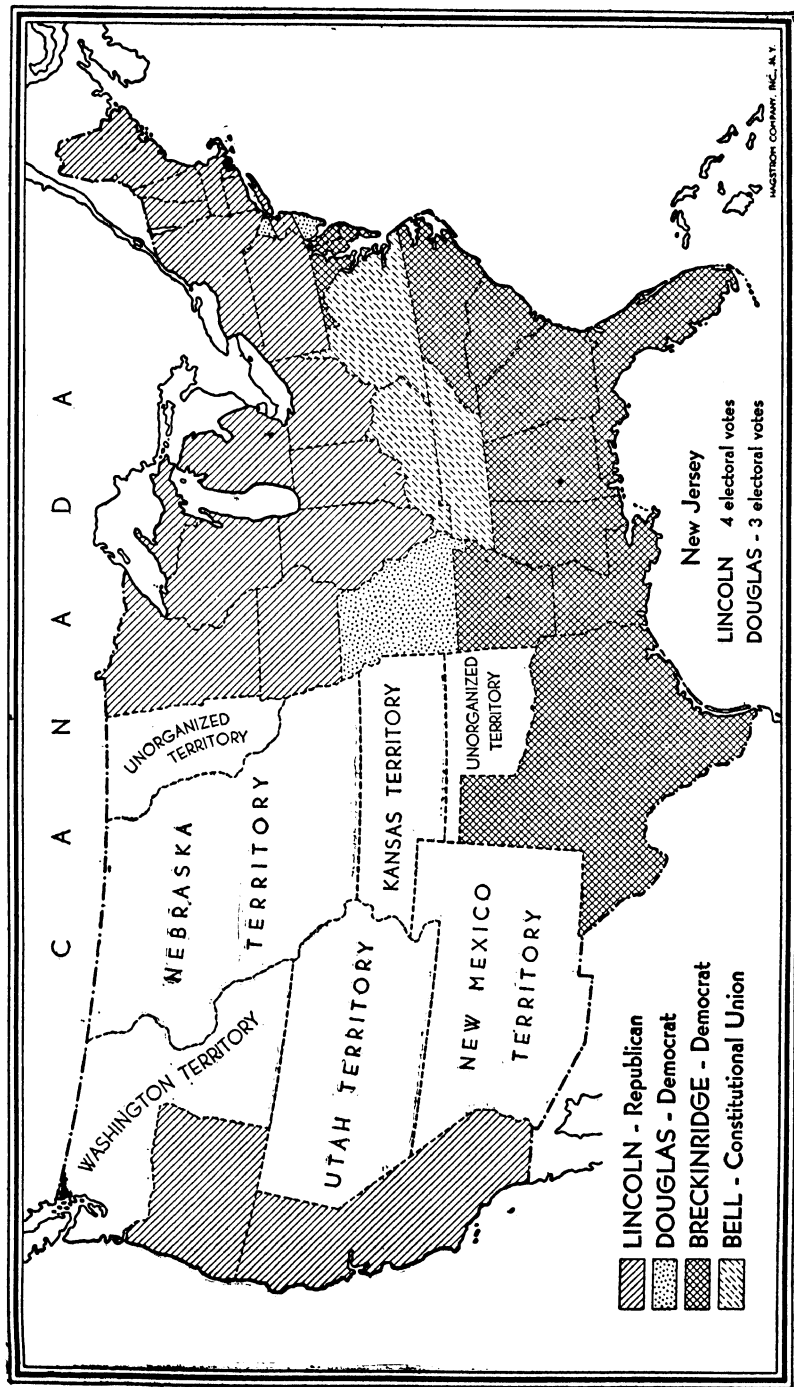 C A N A D A
WASHINGTON TERRITORY
NEBRASKA
TERRITORY
UNORGANIZED
TERRITORY
UTAH TERRITORY
KANSAS TERRITORY
NEW MEXICO
TERRITORY
UNORGANIZED
TERRITORY
LINCOLN - Republican
DOUGLAS - Democrat
BRECKINRIDGE - Democrat
BELL - Constitutional Union
New Jersey
LINCOLN 4 electoral votes
DOUGLAS - 3 electoral votes
HAGSTROM COMPANY, INC., N.Y.